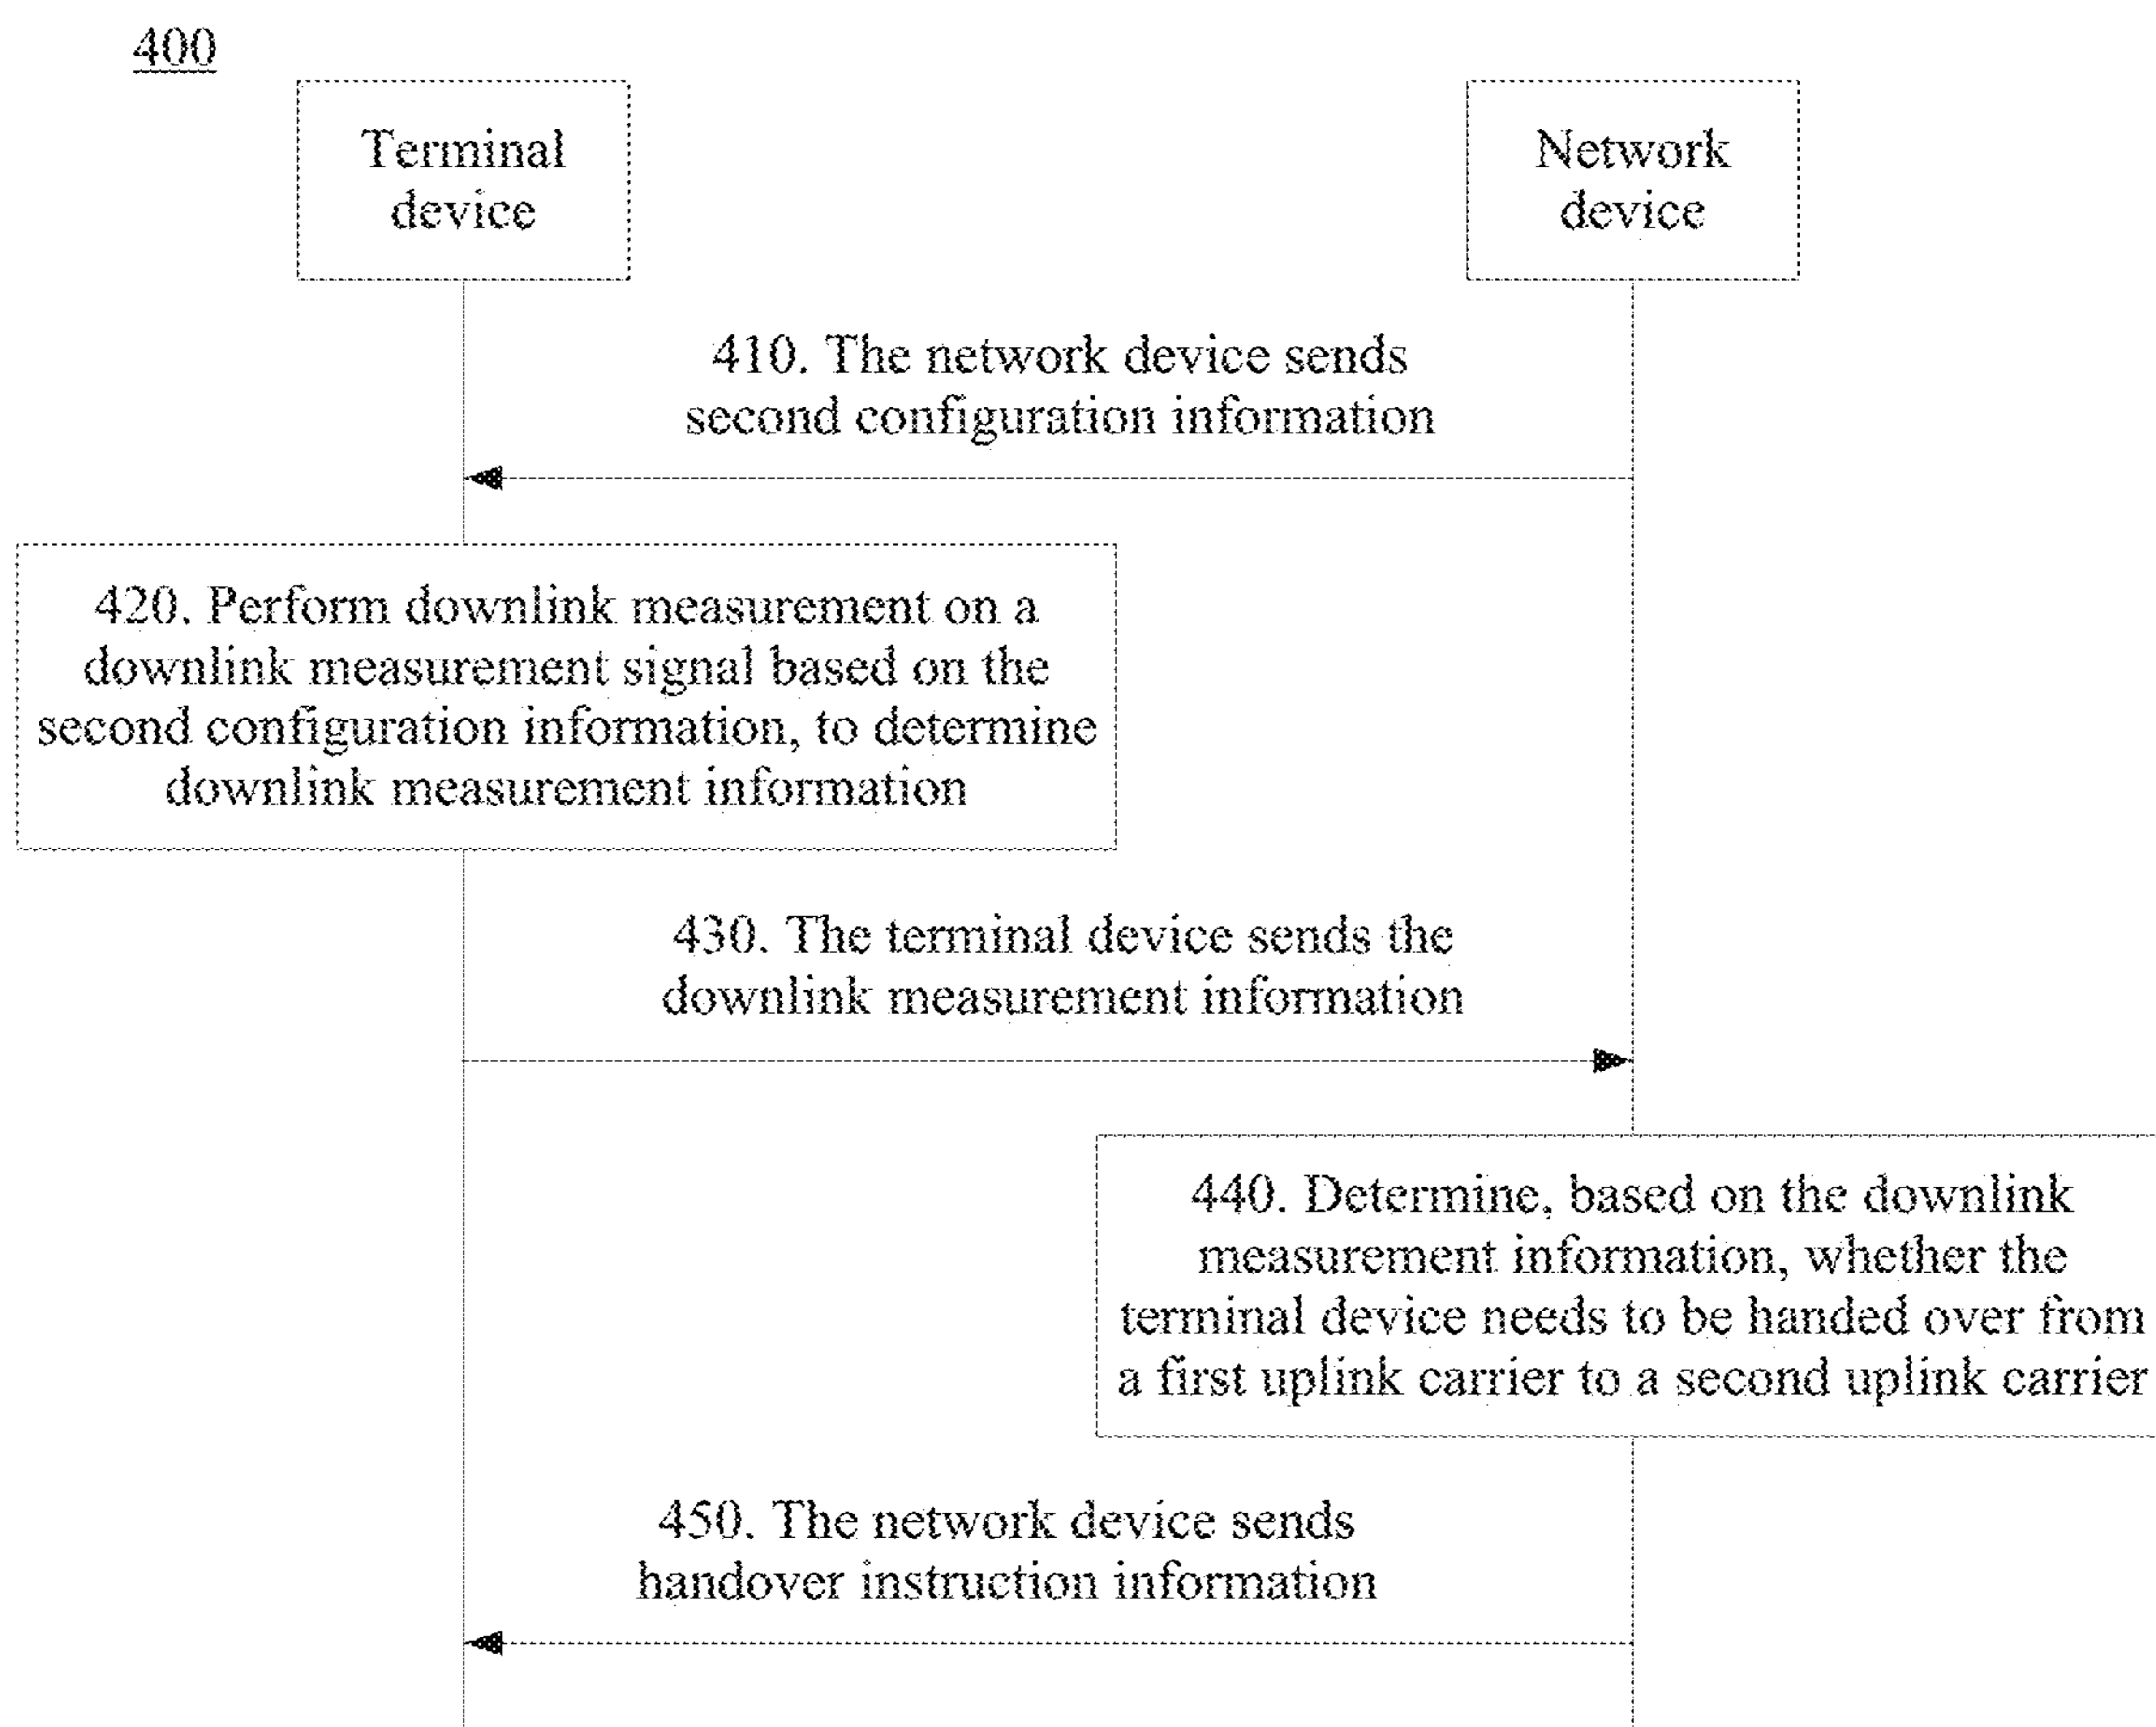 400
Terminal
device
Network
device
410. The network device sends
second configuration information
420. Perform downlink measurement on a
downlink measurement signal based on the
second configuration information, to determine
downlink measurement information
430. The terminal device sends the
downlink measurement information
440. Determine, based on the downlink
measurement information, whether the
terminal device needs to be handed over from
a first uplink carrier to a second uplink carrier
450. The network device sends
handover instruction information